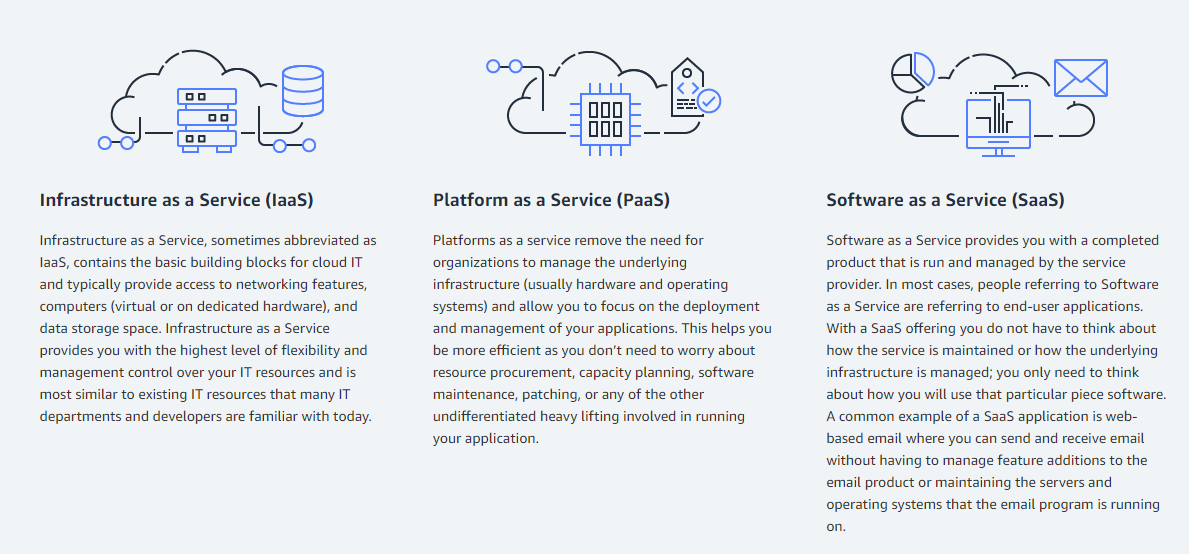 Infrastructure as a Service (IaaS)
Infrastructure as a Service, sometimes abbreviated as
IaaS, contains the basic building blocks for cloud IT
and typically provide access to networking features,
computers (virtual or on dedicated hardware), and
data storage space. Infrastructure as a Service
provides you with the highest level of flexibility and
management control over your IT resources and is
most similar to existing IT resources that many IT
departments and developers are familiar with today.
Platform as a Service (PaaS)
Platforms as a service remove the need for
organizations to manage the underlying
infrastructure (usually hardware and operating
systems) and allow you to focus on the deployment
and management of your applications. This helps you
be more efficient as you don’t need to worry about
resource procurement, capacity planning, software
maintenance, patching, or any of the other
undifferentiated heavy lifting involved in running
your application.
Software as a Service (SaaS)
Software as a Service provides you with a completed
product that is run and managed by the service
provider. In most cases, people referring to Software
as a Service are referring to end-user applications.
With a SaaS offering you do not have to think about
how the service is maintained or how the underlying
infrastructure is managed; you only need to think
about how you will use that particular piece software.
A common example of a SaaS application is web-
based email where you can send and receive email
without having to manage feature additions to the
email product or maintaining the servers and
operating systems that the email program is running
on.